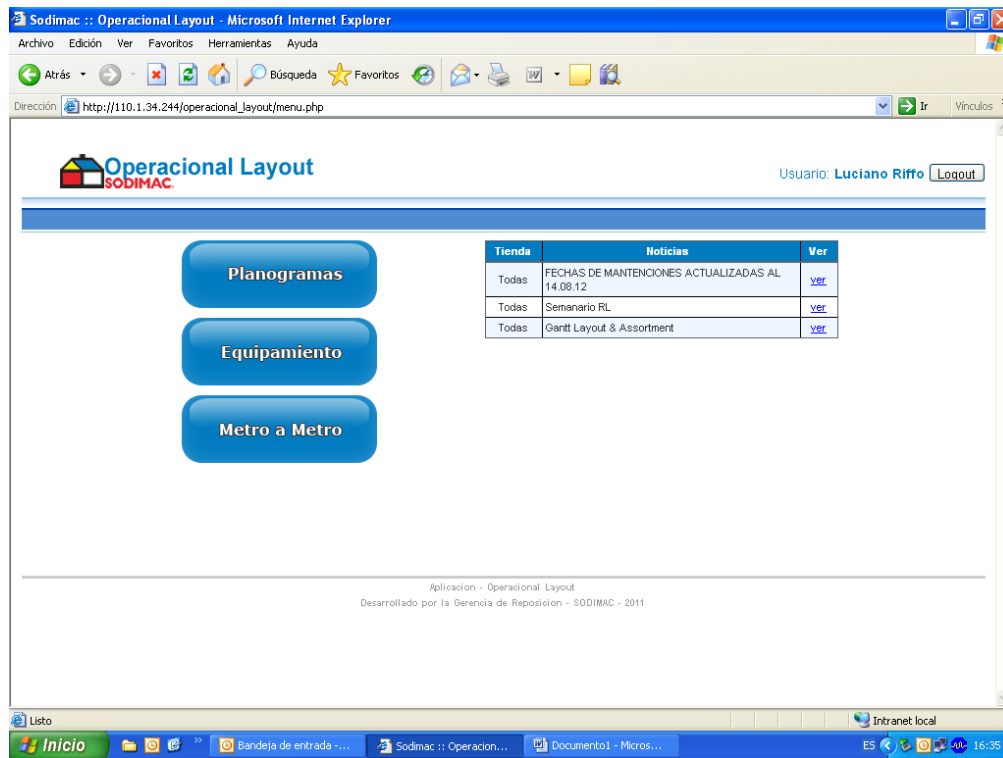 Sodimac :: Operacional Layout - Microsoft Internet Explorer
Archivo Edición Ver Favoritos Herramientas Ayuda
Atrás Búsqueda Favoritos
Dirección http://110.1.34.244/operacional_layout/menu.php Ir Vínculos
Operacional Layout
SODIMAC.
Usuario: Luciano Riffo Logout
Planogramas
Equipamiento
Metro a Metro
Tienda Noticias Ver
Todas FECHAS DE MANTENCIONES ACTUALIZADAS AL ver
14.08.12
Todas Semanario RL ver
Todas Gantt Layout & Assortment ver
Aplicacion - Operacional Layout
Desarrollado por la Gerencia de Reposicion - SODIMAC - 2011
Listo Intranet local
Inicio Bandeja de entrada -... Sodimac :: Operacion... Documento1 - Micros... ES 16:35